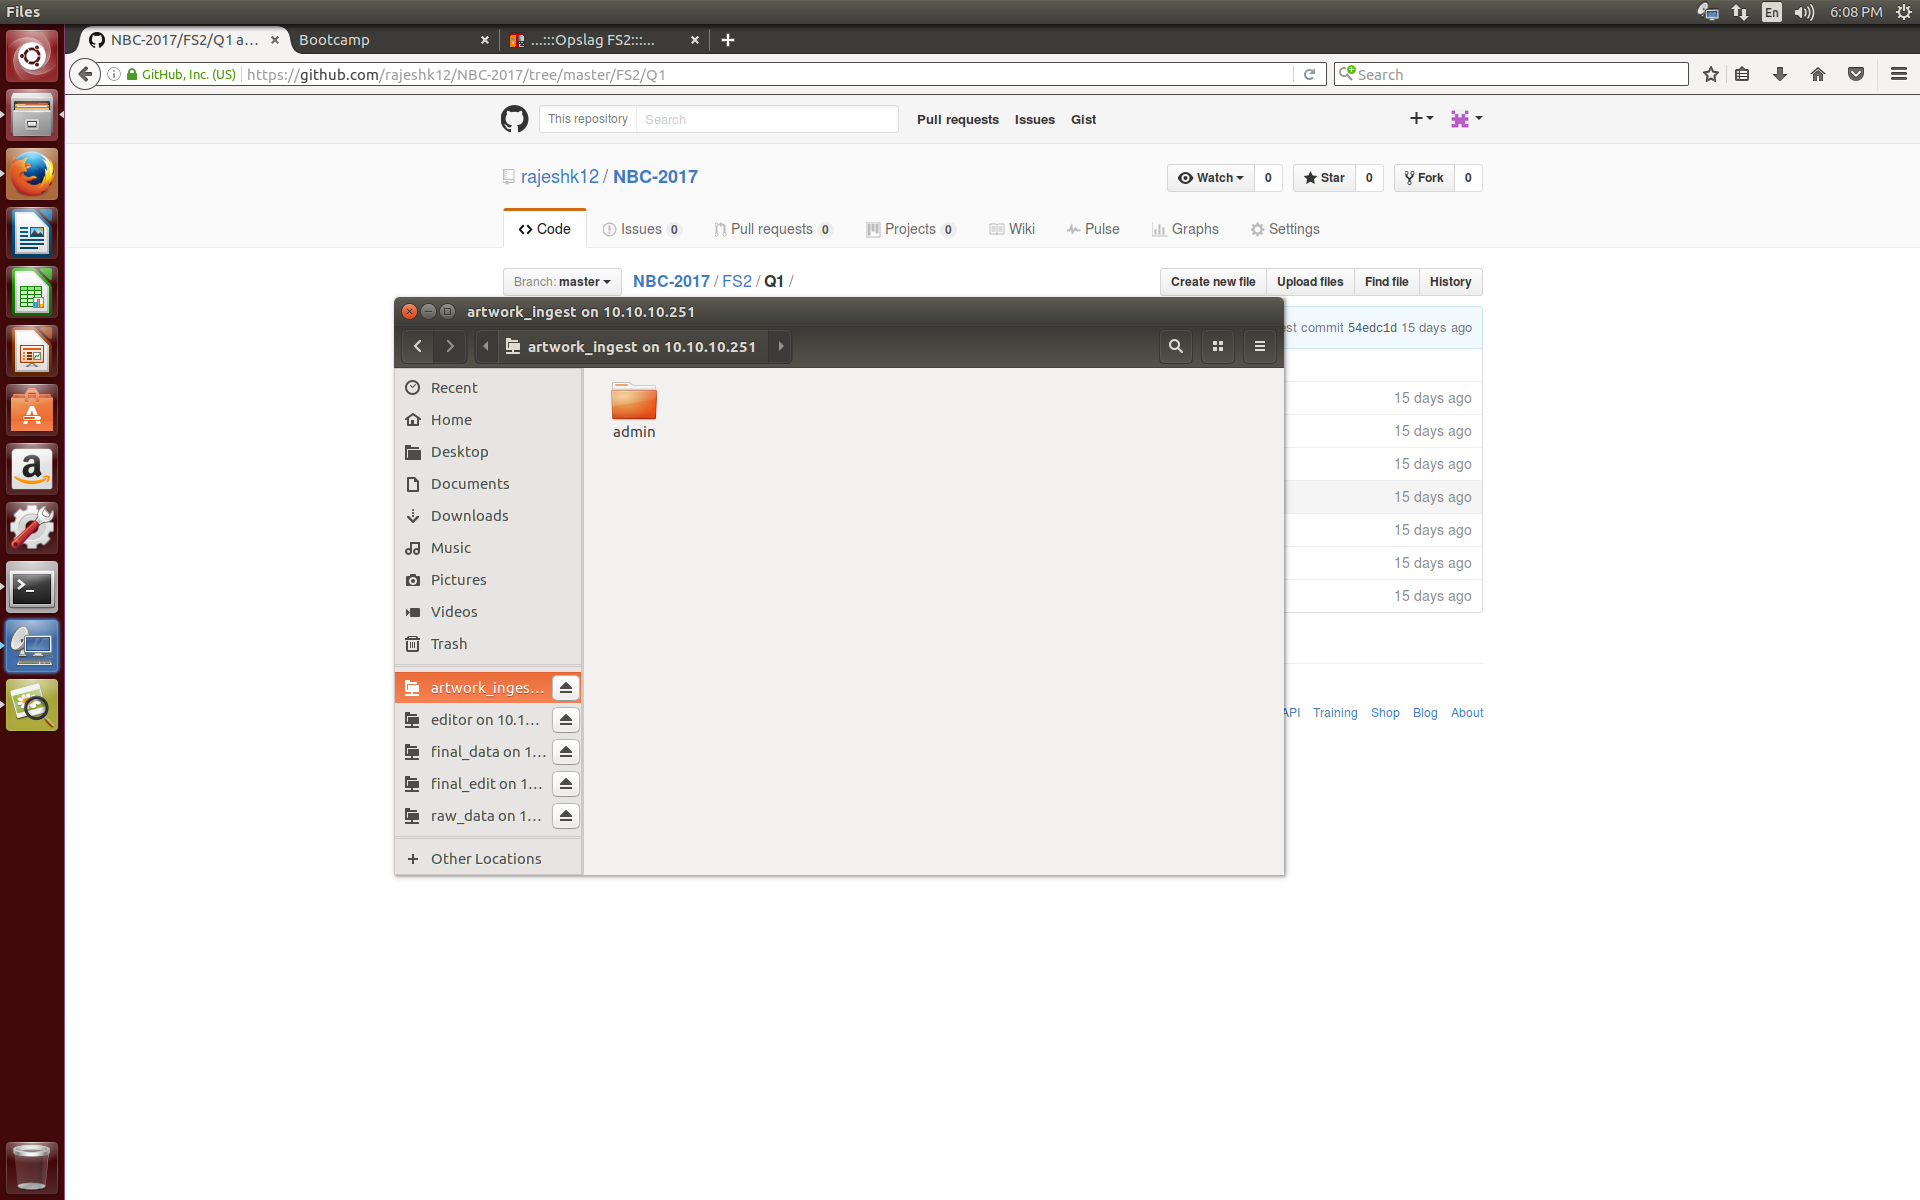 Files
En
6:08 PM
NBC-2017/FS2/Q1 a...
Bootcamp
...:::Opslag FS2:::...
GitHub, Inc. (US)
https://github.com/rajeshk12/NBC-2017/tree/master/FS2/Q1
Search
This repository
Search
Pull requests
Issues
Gist
rajeshk12 / NBC-2017
Watch
0
Star
0
Fork
0
Code
Issues 0
Pull requests 0
Projects 0
Wiki
Pulse
Graphs
Settings
Branch: master
NBC-2017 / FS2 / Q1 /
Create new file
Upload files
Find file
History
artwork_ingest on 10.10.10.251
est commit 54edc1d 15 days ago
artwork_ingest on 10.10.10.251
Recent
Home
Desktop
Documents
Downloads
Music
Pictures
Videos
Trash
artwork_inges...
editor on 10.1...
final_data on 1...
final_edit on 1...
raw_data on 1...
Other Locations
admin
15 days ago
15 days ago
15 days ago
15 days ago
15 days ago
15 days ago
15 days ago
API
Training
Shop
Blog
About